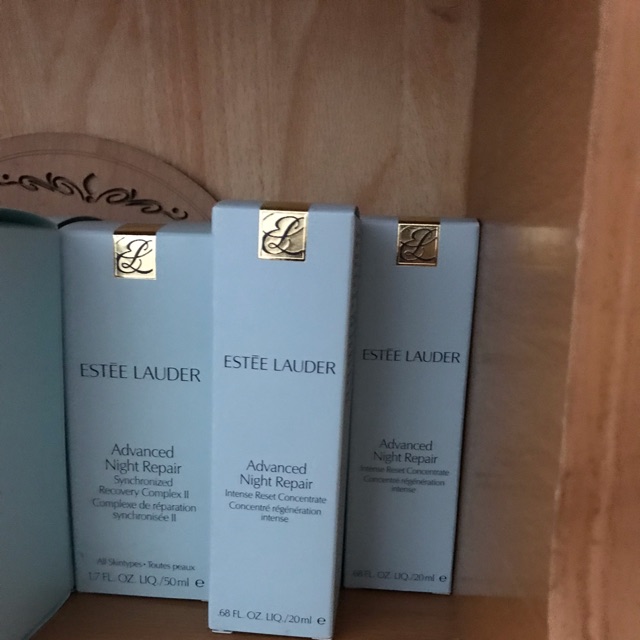 ESTĒE LAUDER
Advanced
Night Repair
Synchronized
Recovery Complex II
Complexe de réparation
synchronisée II
All Skintypes • Toutes peaux
1.7 FL. OZ. LIQ./50ml e
ESTĒE LAUDER
Advanced
Night Repair
Intense Reset Concentrate
Concentré régénération
intense
.68 FL. OZ. LIQ./20ml e
ESTĒE LAUDER
Advanced
Night Repair
Intense Reset Concentrate
Concentré régénération
intense
.68 FL. OZ. LIQ./20ml e